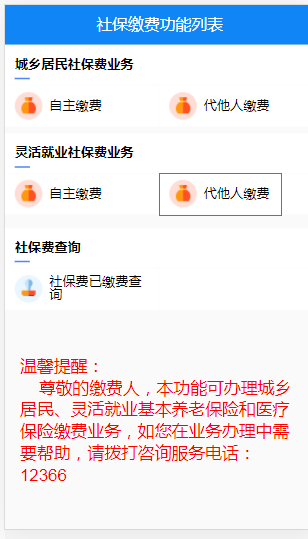 社保缴费功能列表
城乡居民社保费业务
自主缴费 代他人缴费
灵活就业社保费业务
自主缴费 代他人缴费
社保费查询
社保费已缴费查
询
温馨提醒：
尊敬的缴费人，本功能可办理城乡
居民、灵活就业基本养老保险和医疗
保险缴费业务，如您在业务办理中需
要帮助，请拨打咨询服务电话：
12366